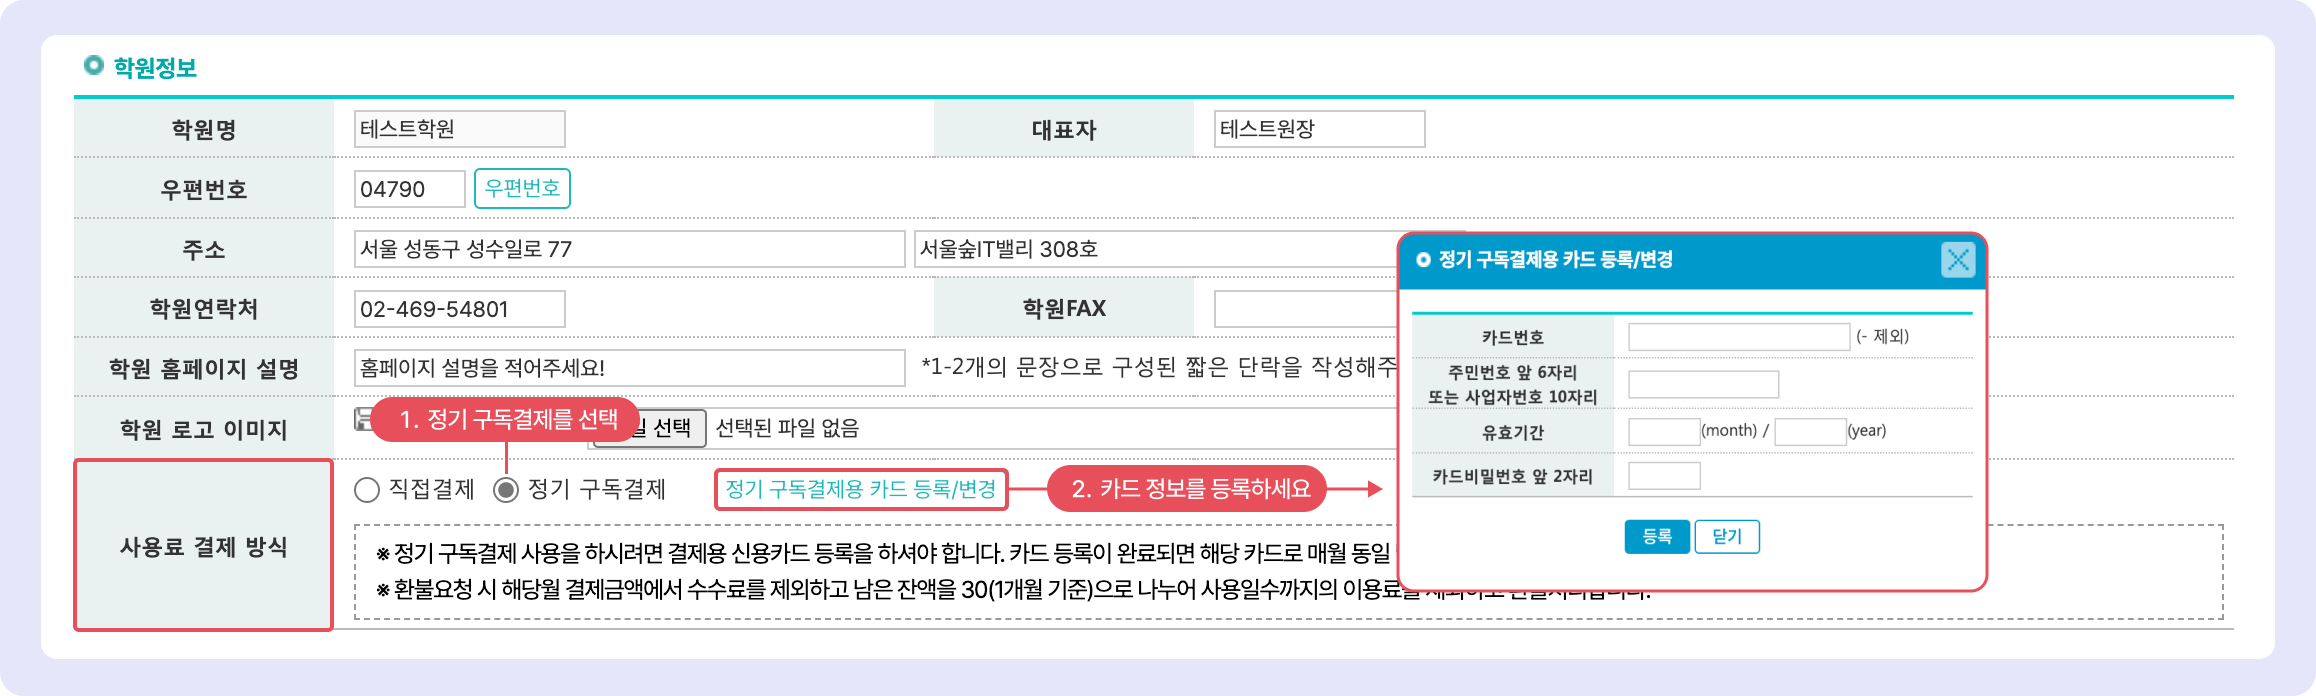 학원정보
학원명 테스트학원 대표자 테스트원장
우편번호 04790 우편번호
주소 서울 성동구 성수일로 77 서울숲IT밸리 308호
학원연락처 02-469-54801 학원FAX
학원 홈페이지 설명 홈페이지 설명을 적어주세요! *1-2개의 문장으로 구성된 짧은 단락을 작성해주
학원 로고 이미지 선택 선택된 파일 없음
1. 정기 구독결제를 선택
사용료 결제 방식
직접결제 정기 구독결제 정기 구독결제용 카드 등록/변경
2. 카드 정보를 등록하세요
※ 정기 구독결제 사용을 하시려면 결제용 신용카드 등록을 하셔야 합니다. 카드 등록이 완료되면 해당 카드로 매월 동일
※ 환불요청 시 해당월 결제금액에서 수수료를 제외하고 남은 잔액을 30(1개월 기준)으로 나누어 사용일수까지의 이용료를
정기 구독결제용 카드 등록/변경
카드번호 (- 제외)
주민번호 앞 6자리
또는 사업자번호 10자리
유효기간 (month) / (year)
카드비밀번호 앞 2자리
등록 닫기